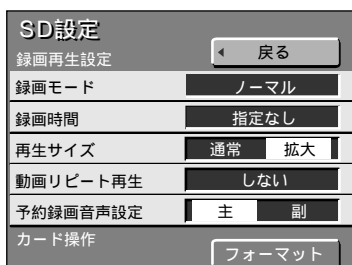 SD設定
録画再生設定
戻る
録画モード ノーマル
録画時間 指定なし
再生サイズ 通常 拡大
動画リピート再生 しない
予約録画音声設定 主 副
カード操作
フォーマット